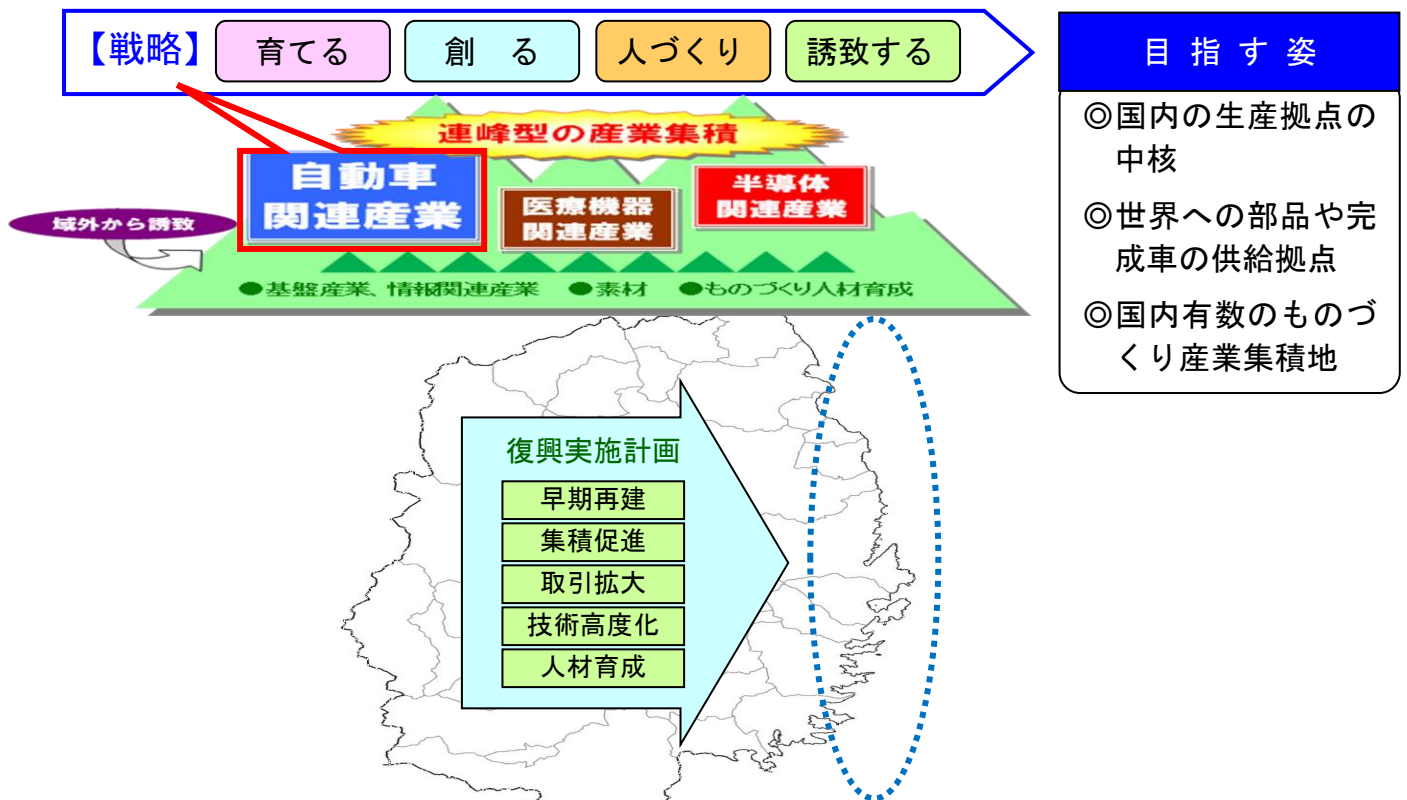 【戦略】 育てる 創 る 人づくり 誘致する
目 指 す 姿
◎国内の生産拠点の
中核
◎世界への部品や完
成車の供給拠点
◎国内有数のものづ
くり産業集積地
連峰型の産業集積
自動車
関連産業
医療機器
関連産業
半導体
関連産業
域外から誘致
●基盤産業、情報関連産業 ●素材 ●ものづくり人材育成
復興実施計画
早期再建
集積促進
取引拡大
技術高度化
人材育成